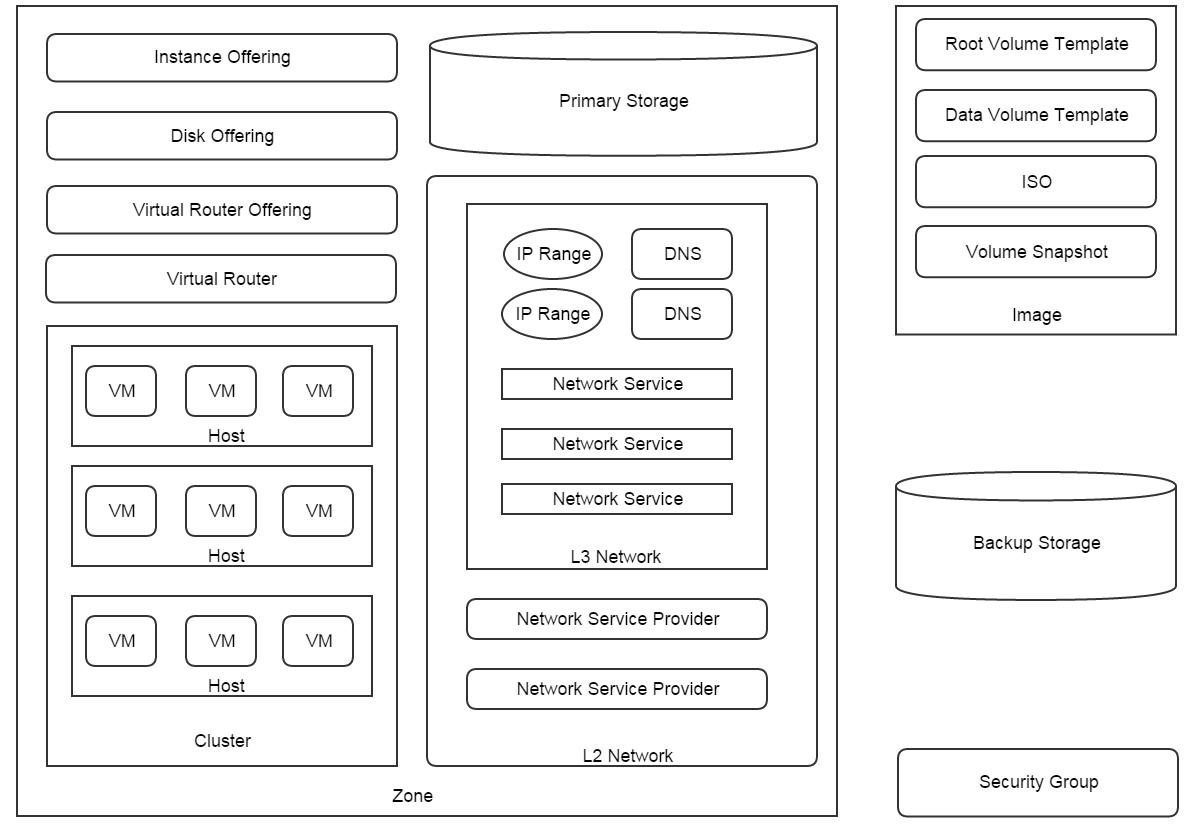 Instance Offering
Disk Offering
Virtual Router Offering
Virtual Router
VM VM VM
Host
VM VM VM
Host
VM VM VM
Host
Cluster
Primary Storage
IP Range DNS
IP Range DNS
Network Service
Network Service
Network Service
L3 Network
Network Service Provider
Network Service Provider
L2 Network
Zone
Root Volume Template
Data Volume Template
ISO
Volume Snapshot
Image
Backup Storage
Security Group